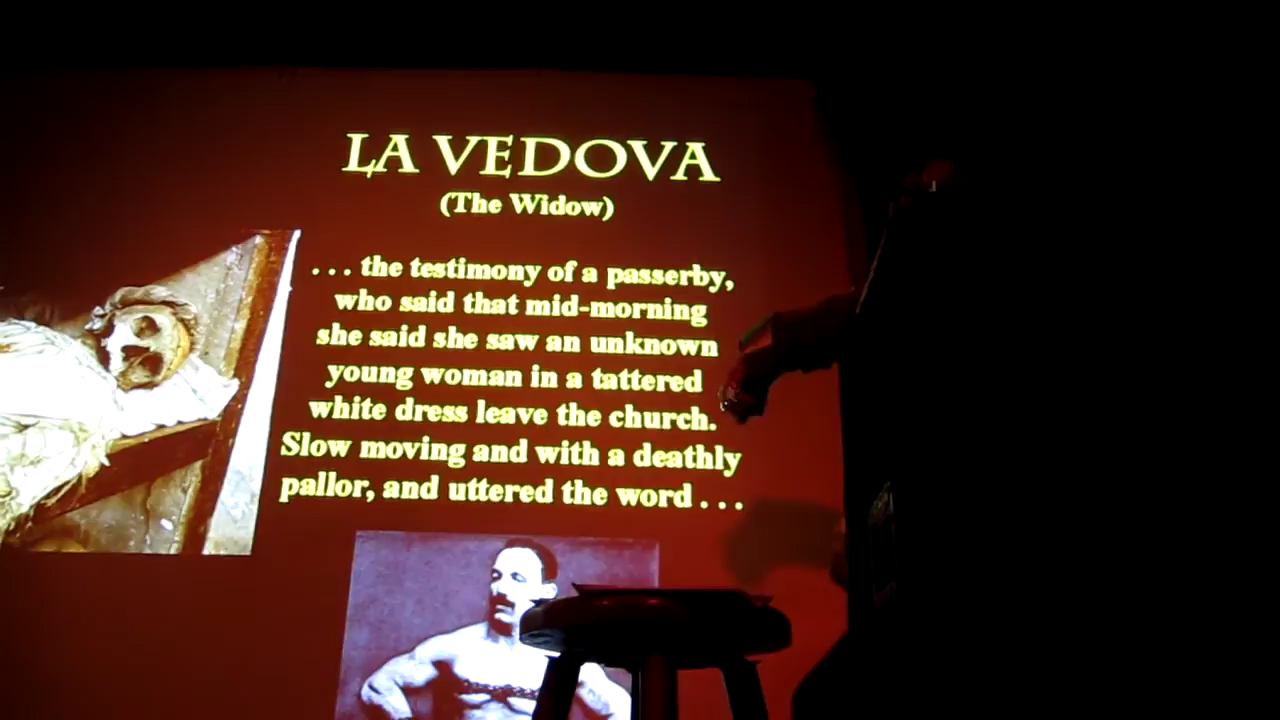 LA VEDOVA
(The Widow)
. . . the testimony of a passerby,
who said that mid-morning
she said she saw an unknown
young woman in a tattered
white dress leave the church.
Slow moving and with a deathly
pallor, and uttered the word . . .